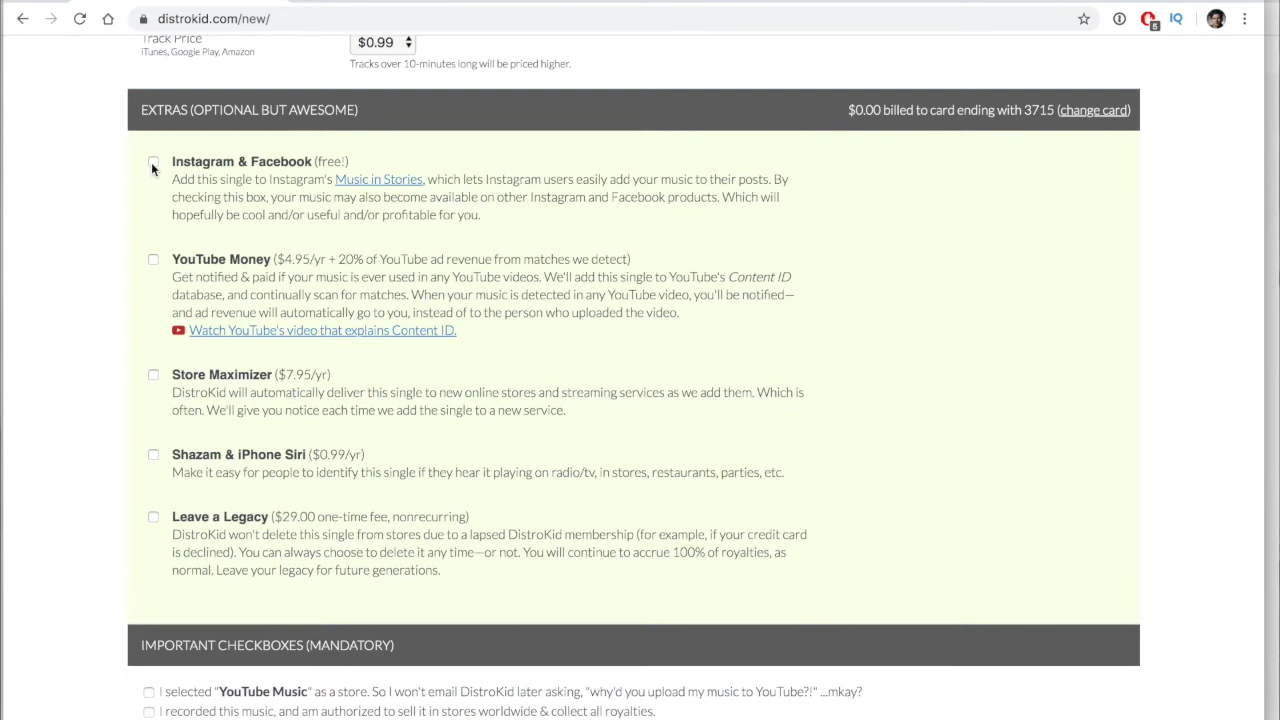 distrokid.com/new/
5
IQ
Track Price
iTunes, Google Play, Amazon
$0.99
Tracks over 10-minutes long will be priced higher.
EXTRAS (OPTIONAL BUT AWESOME)
$0.00 billed to card ending with 3715 (change card)
Instagram & Facebook (free!)
Add this single to Instagram's Music in Stories, which lets Instagram users easily add your music to their posts. By
checking this box, your music may also become available on other Instagram and Facebook products. Which will
hopefully be cool and/or useful and/or profitable for you.
YouTube Money ($4.95/yr + 20% of YouTube ad revenue from matches we detect)
Get notified & paid if your music is ever used in any YouTube videos. We'll add this single to YouTube's Content ID
database, and continually scan for matches. When your music is detected in any YouTube video, you'll be notified—
and ad revenue will automatically go to you, instead of to the person who uploaded the video.
Watch YouTube's video that explains Content ID.
Store Maximizer ($7.95/yr)
DistroKid will automatically deliver this single to new online stores and streaming services as we add them. Which is
often. We'll give you notice each time we add the single to a new service.
Shazam & iPhone Siri ($0.99/yr)
Make it easy for people to identify this single if they hear it playing on radio/tv, in stores, restaurants, parties, etc.
Leave a Legacy ($29.00 one-time fee, nonrecurring)
DistroKid won't delete this single from stores due to a lapsed DistroKid membership (for example, if your credit card
is declined). You can always choose to delete it any time—or not. You will continue to accrue 100% of royalties, as
normal. Leave your legacy for future generations.
IMPORTANT CHECKBOXES (MANDATORY)
I selected "YouTube Music" as a store. So I won't email DistroKid later asking, "why'd you upload my music to YouTube?!" ...mkay?
I recorded this music, and am authorized to sell it in stores worldwide & collect all royalties.